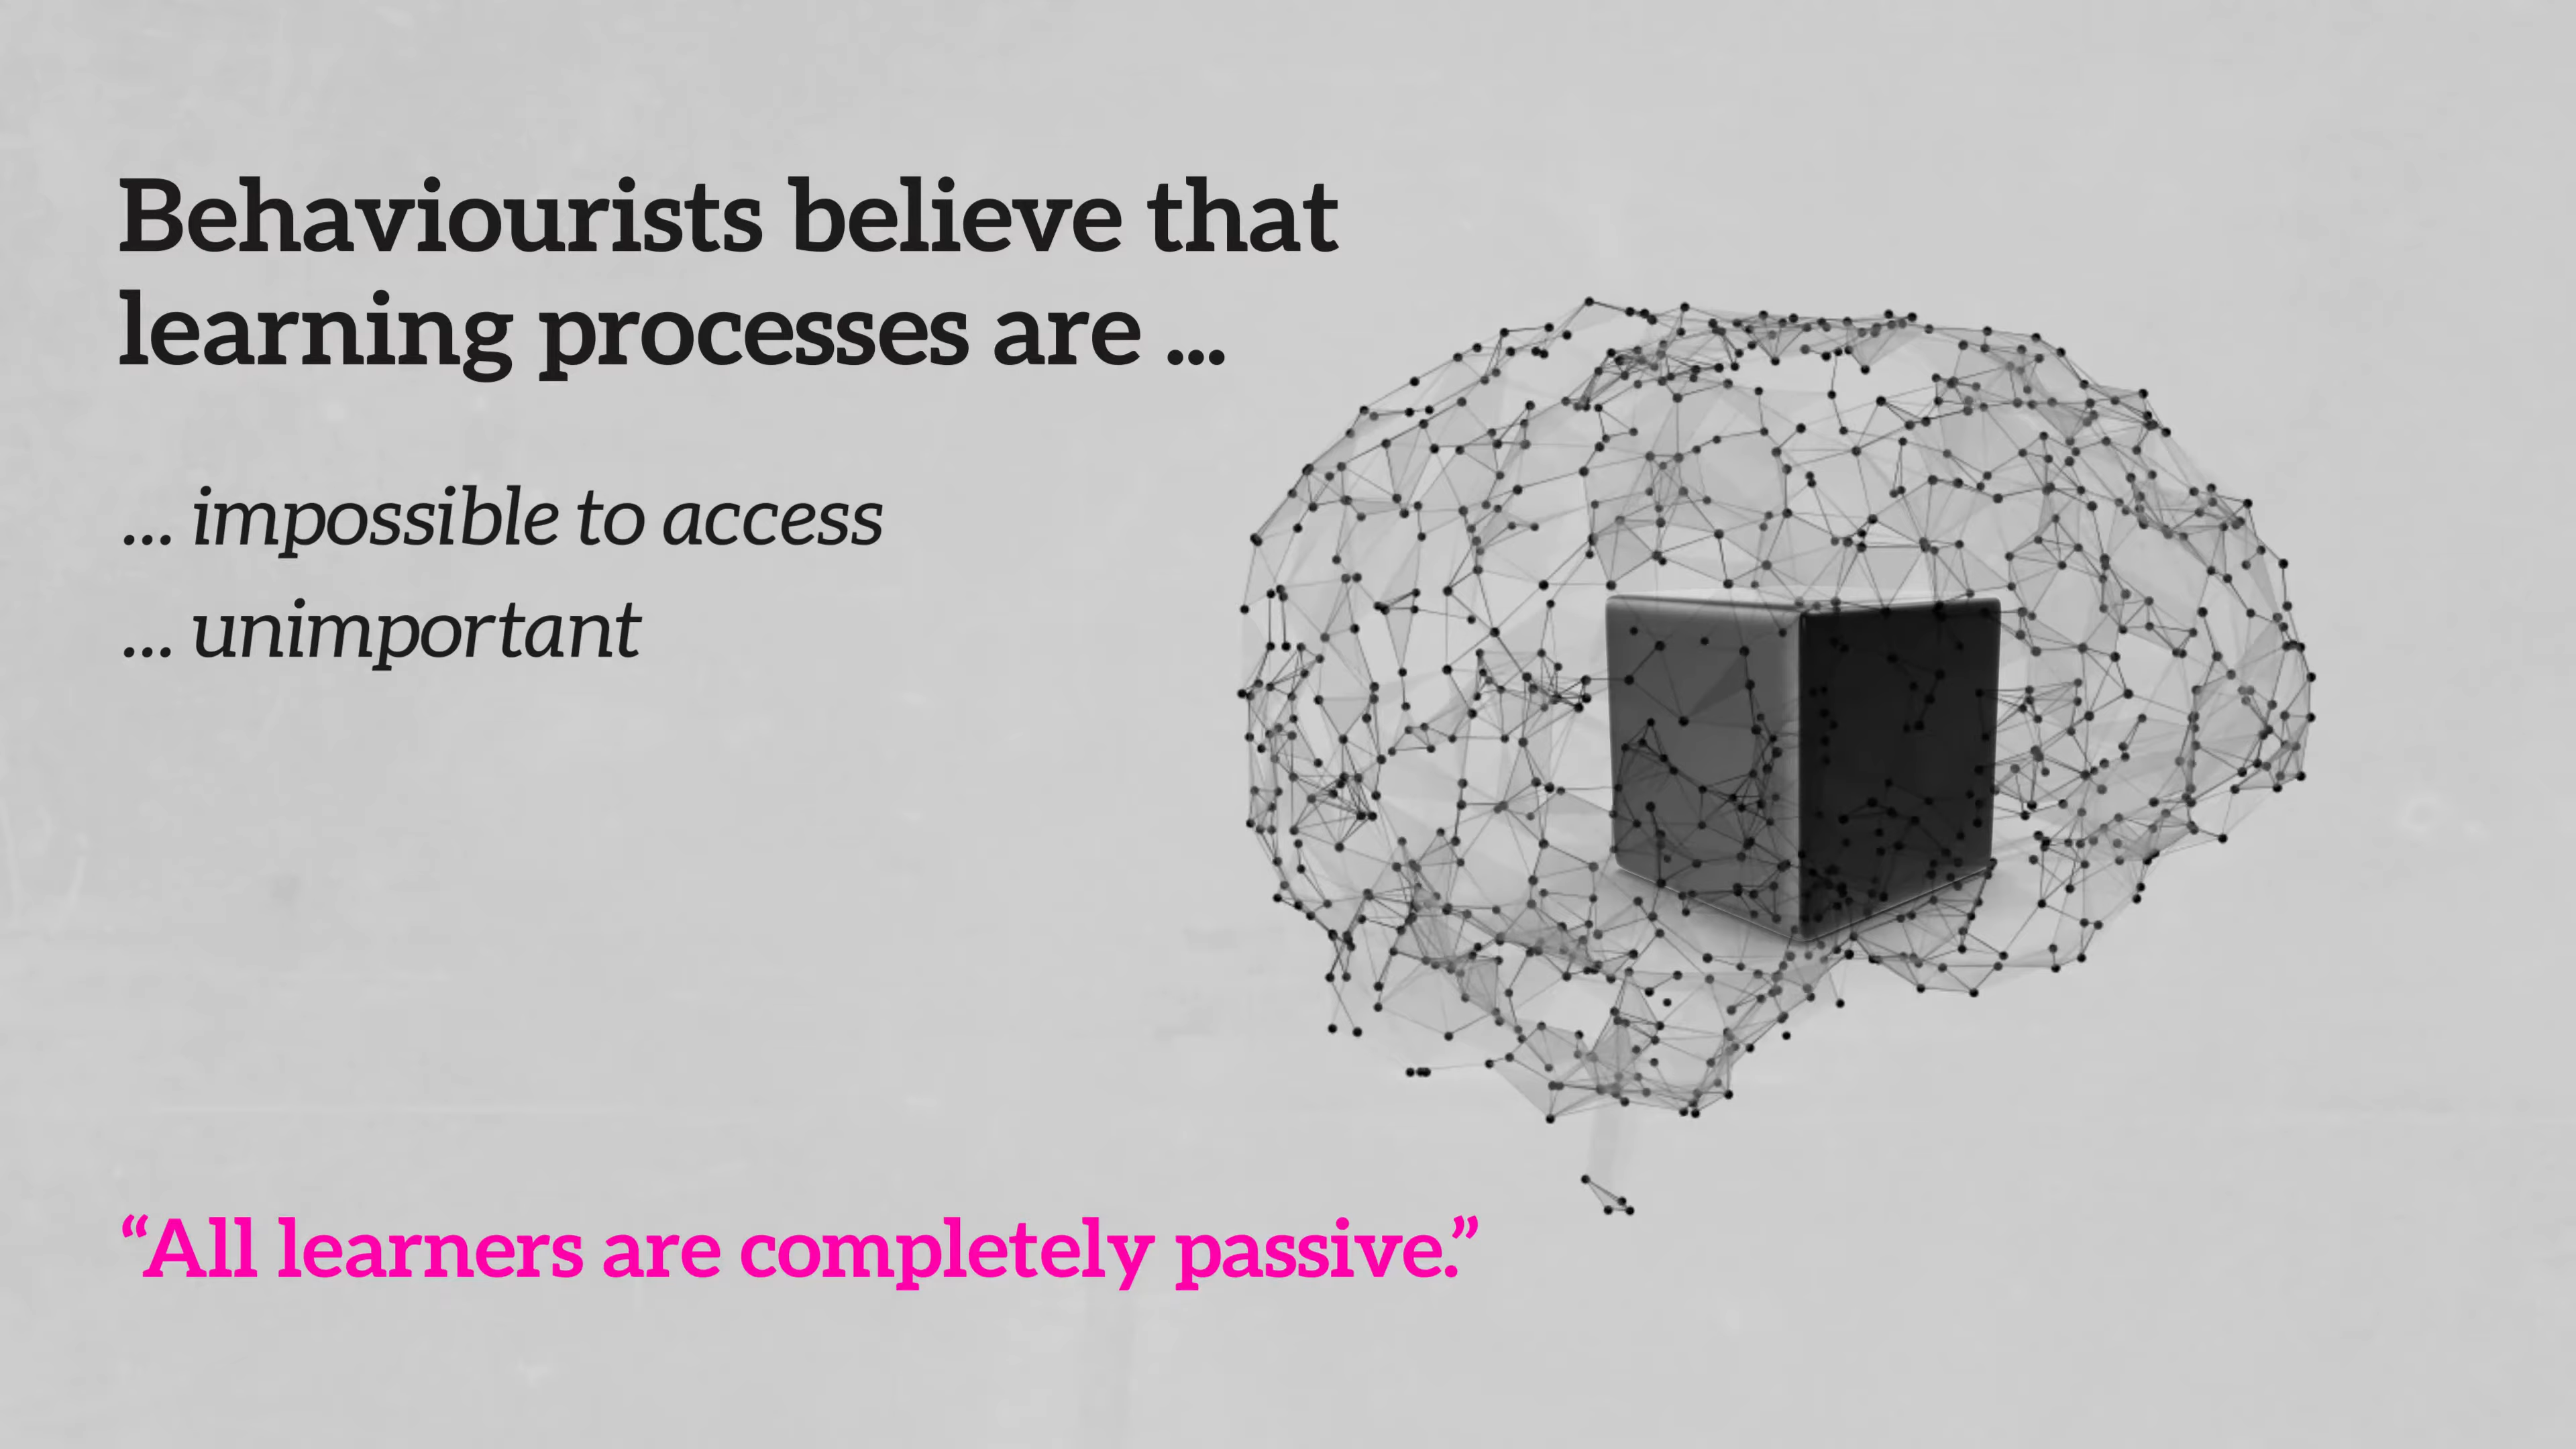 Behaviourists believe that
learning processes are ...
... impossible to access
... unimportant
“All learners are completely passive.”